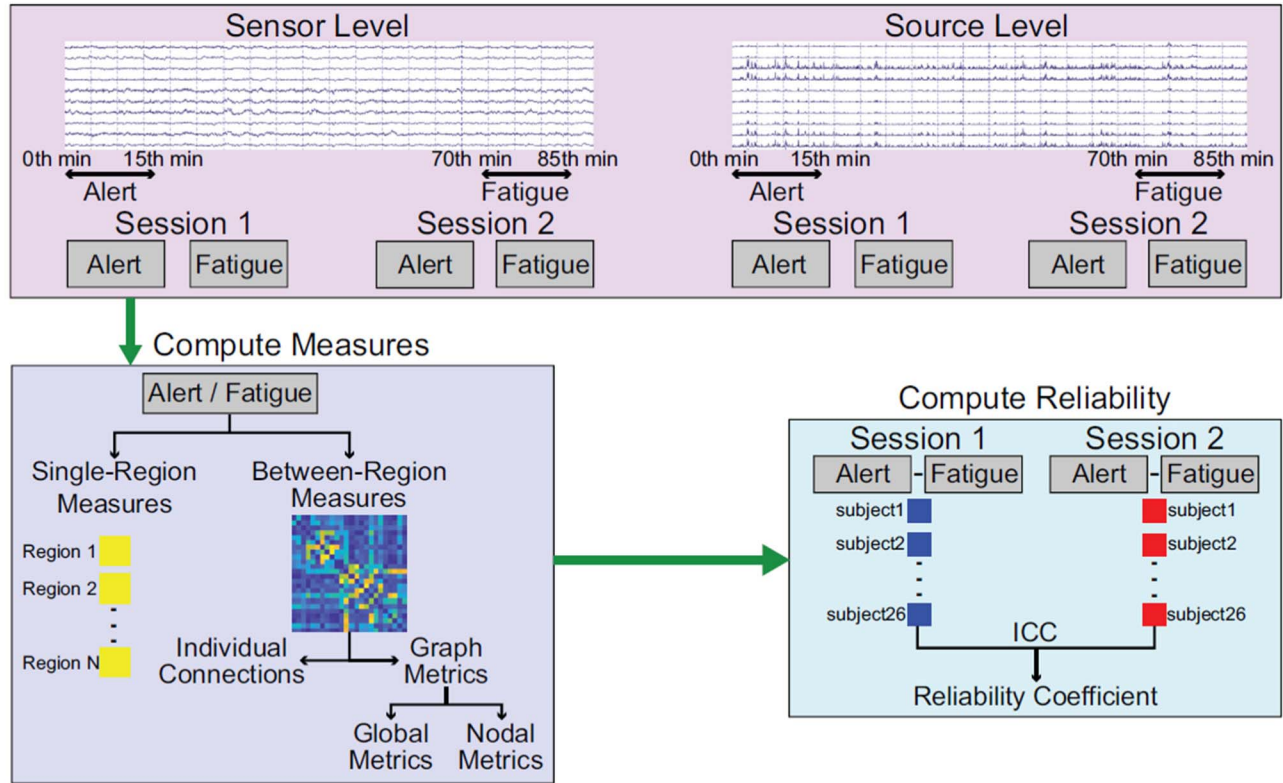 Sensor Level
Source Level
0th min 15th min 70th min 85th min
Alert Fatigue
Session 1 Session 2
Alert Fatigue Alert Fatigue
0th min 15th min 70th min 85th min
Alert Fatigue
Session 1 Session 2
Alert Fatigue Alert Fatigue
Compute Measures
Alert / Fatigue
Single-Region
Measures
Between-Region
Measures
Region 1
Region 2
Region N
Individual
Connections
Graph
Metrics
Global
Metrics
Nodal
Metrics
Compute Reliability
Session 1 Session 2
Alert - Fatigue Alert - Fatigue
subject1 subject1
subject2 subject2
subject26 subject26
ICC
Reliability Coefficient